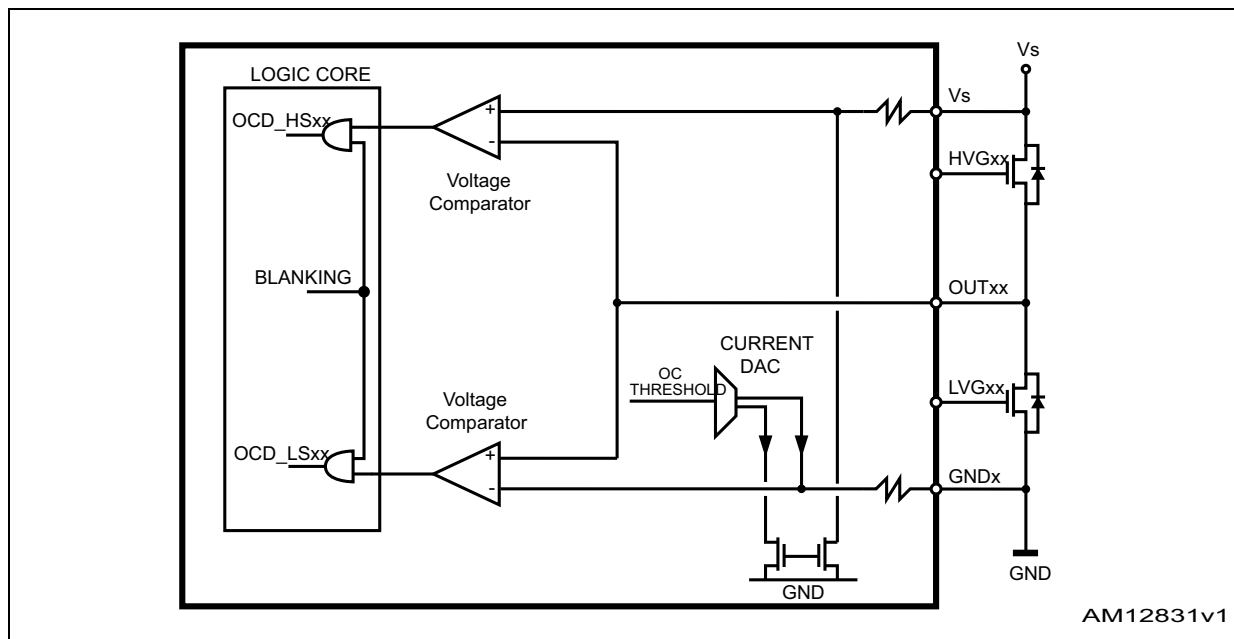 Vs
LOGIC CORE
Vs
OCD_HSxx
+
-
HVGxx
Voltage
Comparator
BLANKING
OUTxx
CURRENT
DAC
OC
THRESHOLD
LVGxx
Voltage
Comparator
OCD_LSxx
+
-
GNDx
GND
GND
AM12831v1